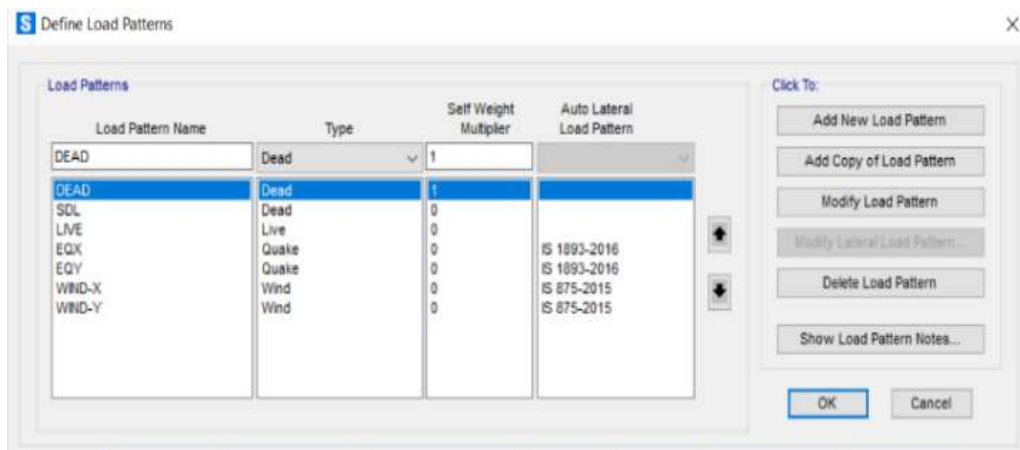 S Define Load Patterns
Load Patterns
Click To:
Load Pattern Name Type Self Weight Multiplier Auto Lateral Load Pattern
DEAD Dead 1
DEAD Dead 1
SDL Dead 0
LIVE Live 0
EQX Quake 0 IS 1893-2016
EQY Quake 0 IS 1893-2016
WIND-X Wind 0 IS 875-2015
WIND-Y Wind 0 IS 875-2015
Add New Load Pattern
Add Copy of Load Pattern
Modify Load Pattern
Modify Lateral Load Pattern...
Delete Load Pattern
Show Load Pattern Notes...
OK Cancel